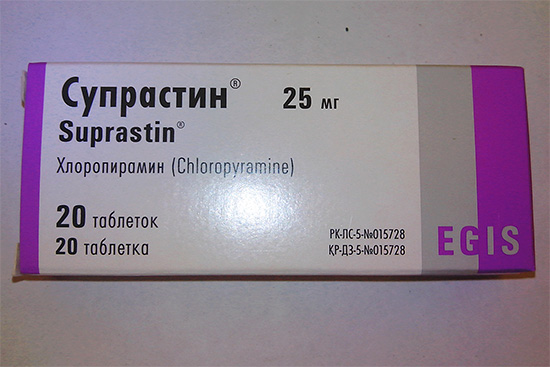 Супрастин® 25 мг
Suprastin®
Хлоропирамин (Chloropyramine)
20 таблеток
20 таблетка
РК-ЛС-5-№015728
ҚР-ДЗ-5-№015728
EGIS